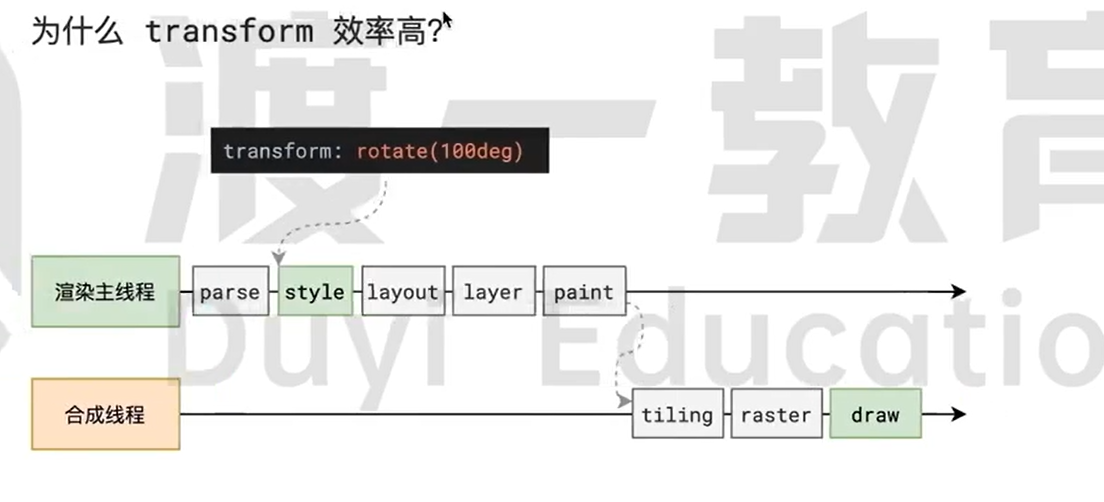 为什么 transform 效率高?
渡一教育
transform: rotate(100deg)
渲染主线程 parse style layout layer paint
Duyi Educatio
合成线程 tiling raster draw